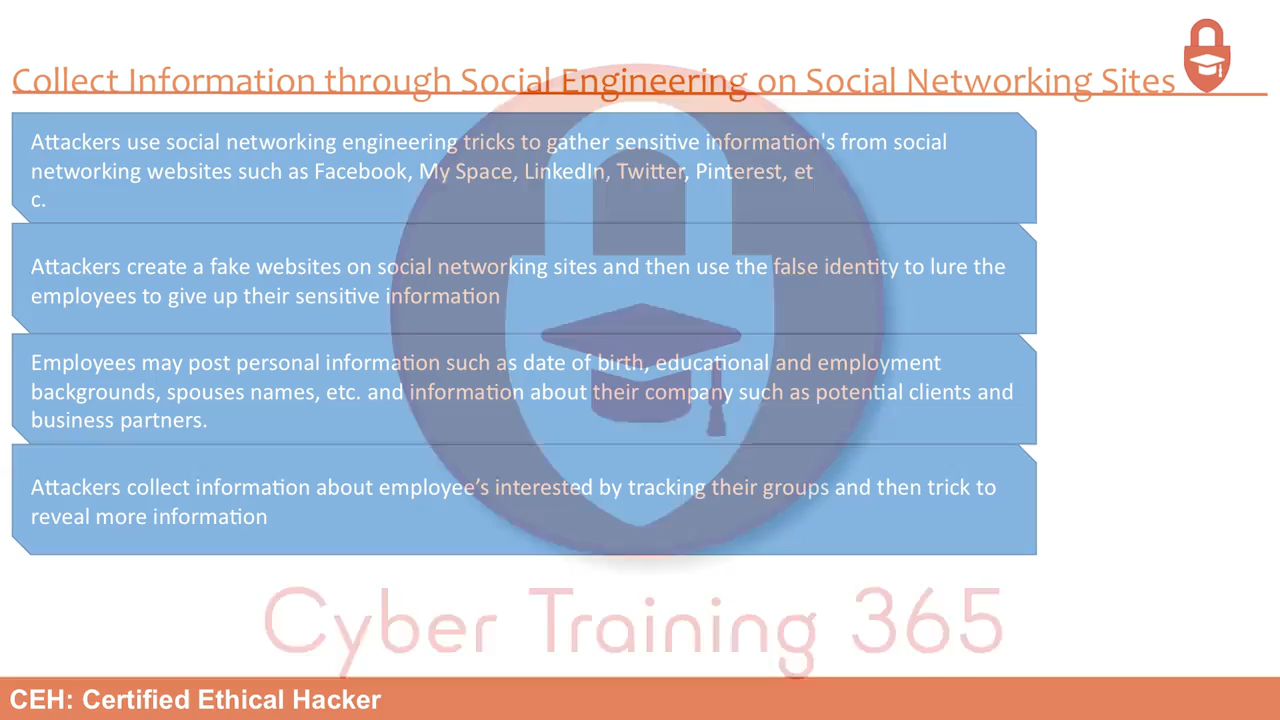 Collect Information through Social Engineering on Social Networking Sites
Attackers use social networking engineering tricks to gather sensitive information's from social
networking websites such as Facebook, My Space, LinkedIn, Twitter, Pinterest, et
c.
Attackers create a fake websites on social networking sites and then use the false identity to lure the
employees to give up their sensitive information
Employees may post personal information such as date of birth, educational and employment
backgrounds, spouses names, etc. and information about their company such as potential clients and
business partners.
Attackers collect information about employee’s interested by tracking their groups and then trick to
reveal more information
Cyber Training 365
CEH: Certified Ethical Hacker